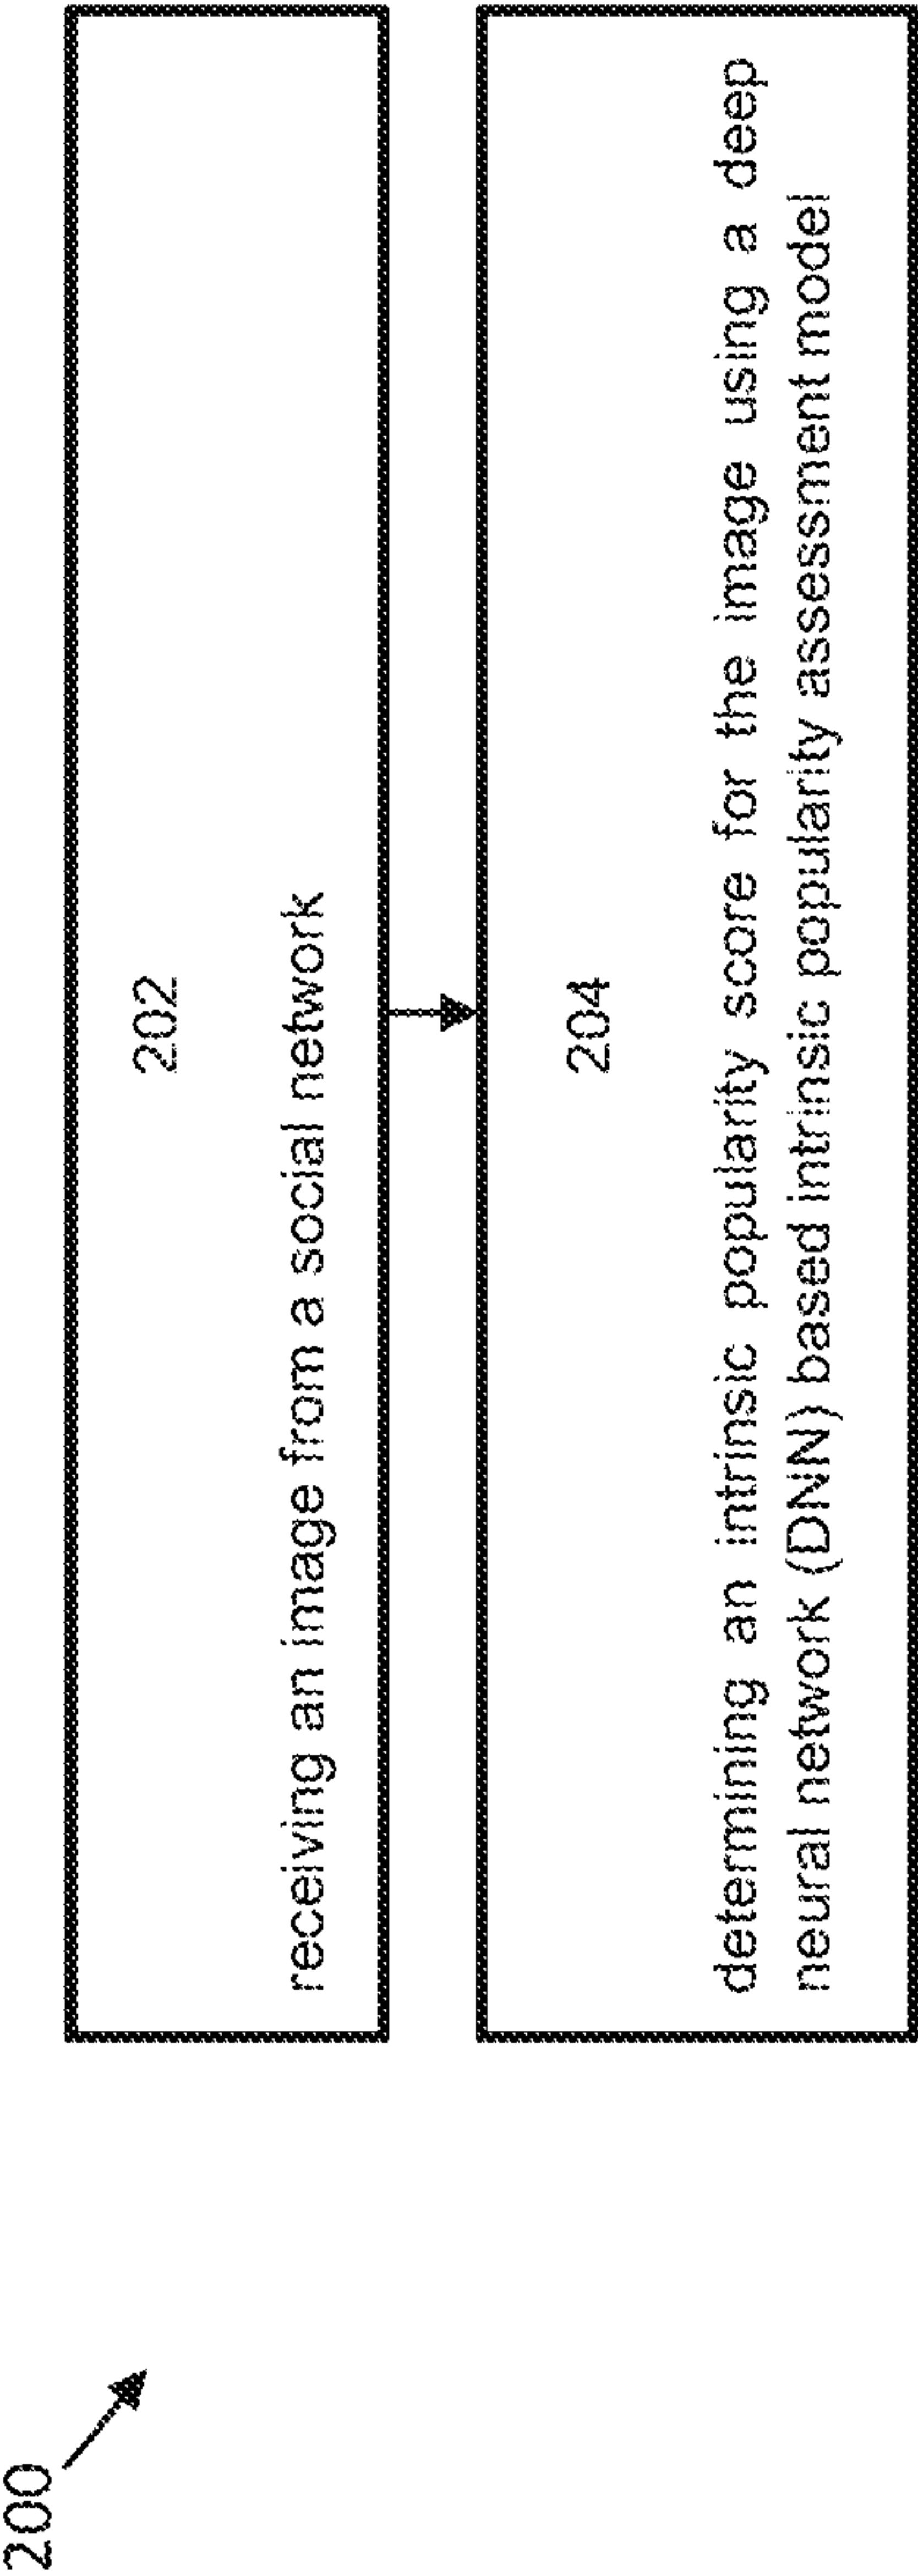 200
202
receiving an image from a social network
204
determining an intrinsic popularity score for the image using a deep
neural network (DNN) based intrinsic popularity assessment model